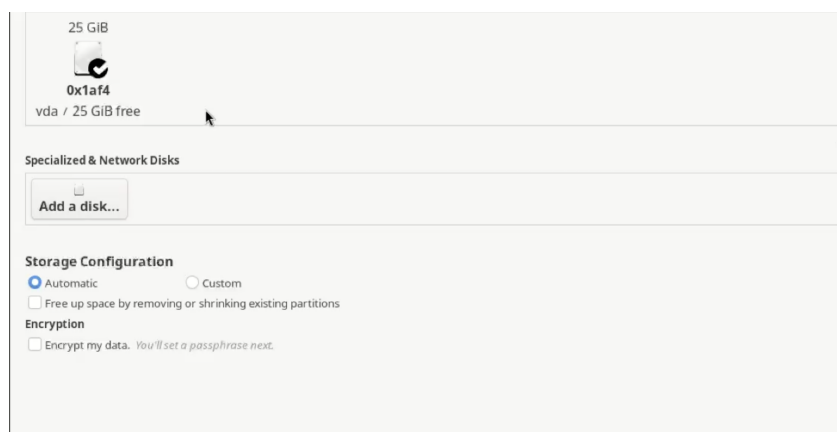 25 GiB
0x1af4
vda / 25 GiB free
Specialized & Network Disks
Add a disk...
Storage Configuration
Automatic
Custom
Free up space by removing or shrinking existing partitions
Encryption
Encrypt my data. You'll set a passphrase next.